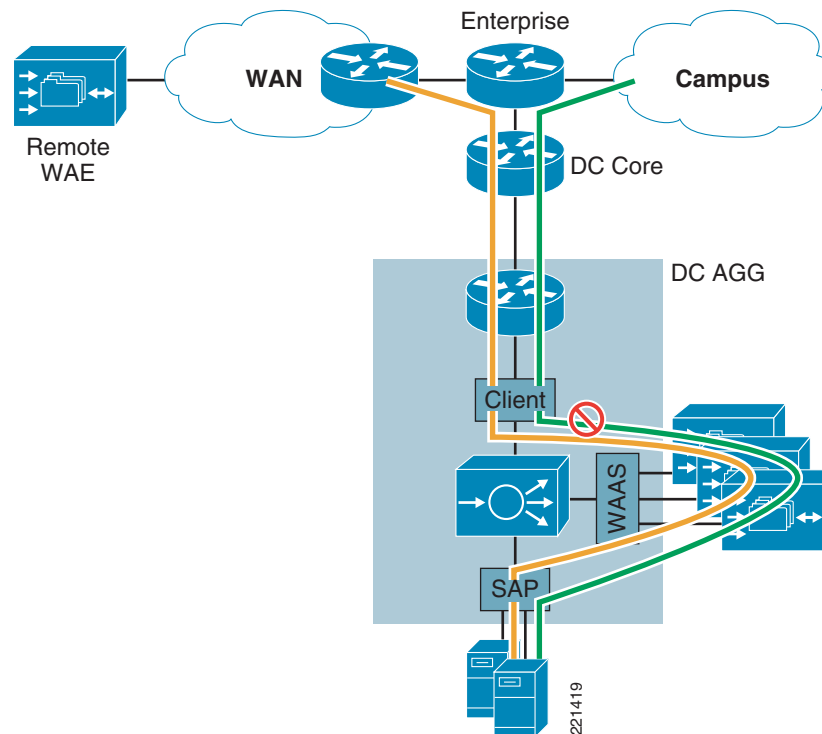 Enterprise
WAN
Campus
Remote
WAE
DC Core
DC AGG
Client
WAAS
SAP
221419